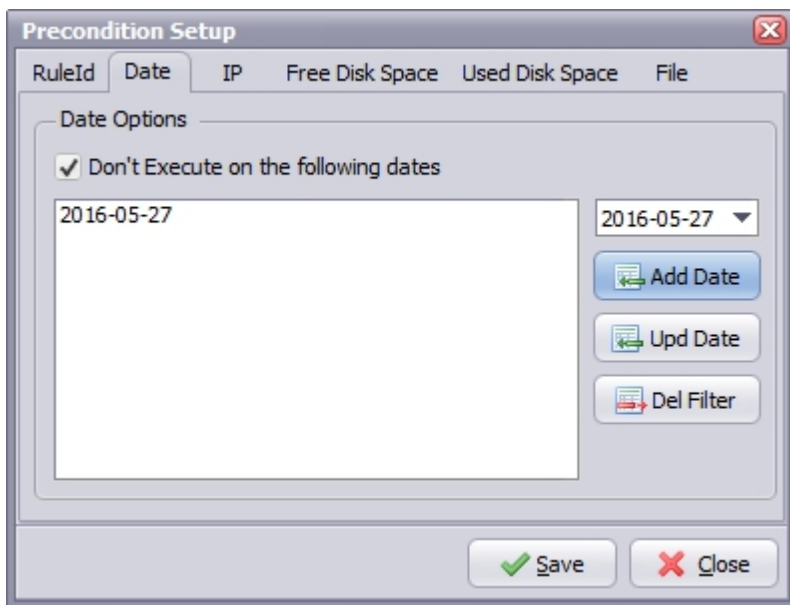 Precondition Setup
RuleId Date IP Free Disk Space Used Disk Space File
Date Options
Don't Execute on the following dates
2016-05-27
2016-05-27
Add Date
Upd Date
Del Filter
Save Close